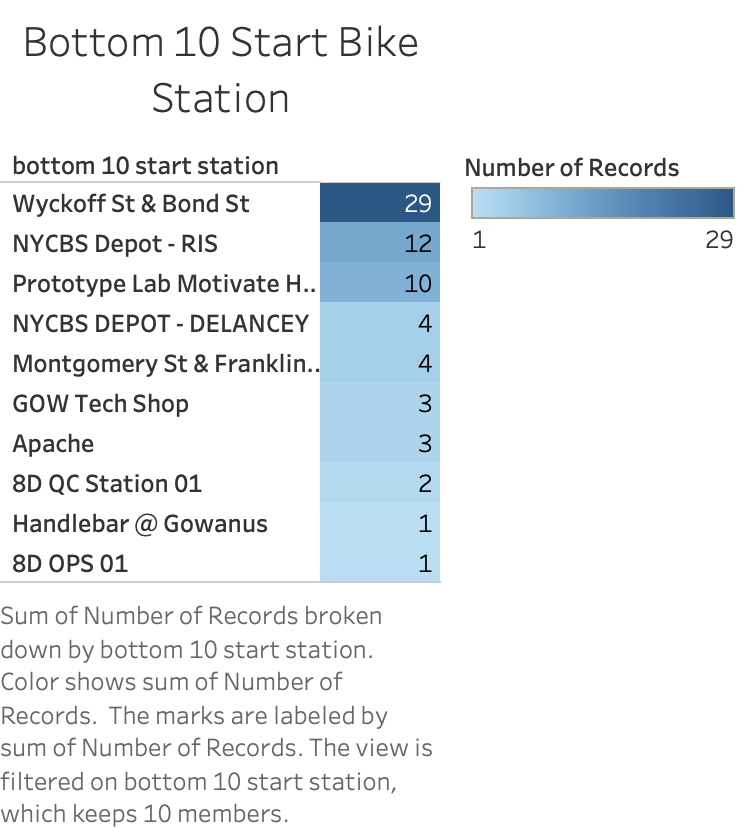 Bottom 10 Start Bike
Station
bottom 10 start station
Number of Records
1 29
Wyckoff St & Bond St 29
NYCBS Depot - RIS 12
Prototype Lab Motivate H.. 10
NYCBS DEPOT - DELANCEY 4
Montgomery St & Franklin.. 4
GOW Tech Shop 3
Apache 3
8D QC Station 01 2
Handlebar @ Gowanus 1
8D OPS 01 1
Sum of Number of Records broken
down by bottom 10 start station.
Color shows sum of Number of
Records.  The marks are labeled by
sum of Number of Records. The view is
filtered on bottom 10 start station,
which keeps 10 members.